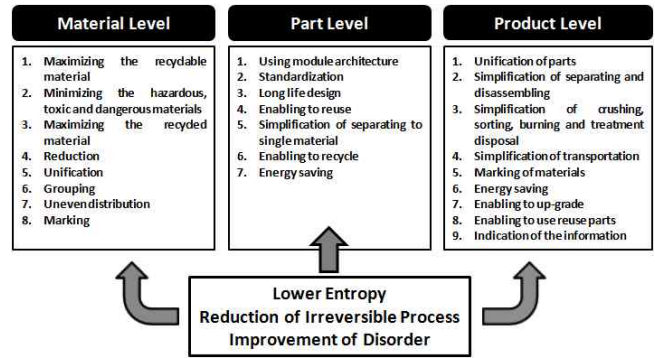 Material Level
1. Maximizing the recyclable
material
2. Minimizing the hazardous,
toxic and dangerous materials
3. Maximizing the recycled
material
4. Reduction
5. Unification
6. Grouping
7. Uneven distribution
8. Marking
Part Level
1. Using module architecture
2. Standardization
3. Long life design
4. Enabling to reuse
5. Simplification of separating to
single material
6. Enabling to recycle
7. Energy saving
Product Level
1. Unification of parts
2. Simplification of separating and
disassembling
3. Simplification of crushing,
sorting, burning and treatment
disposal
4. Simplification of transportation
5. Marking of materials
6. Energy saving
7. Enabling to up-grade
8. Enabling to use reuse parts
9. Indication of the information
Lower Entropy
Reduction of Irreversible Process
Improvement of Disorder